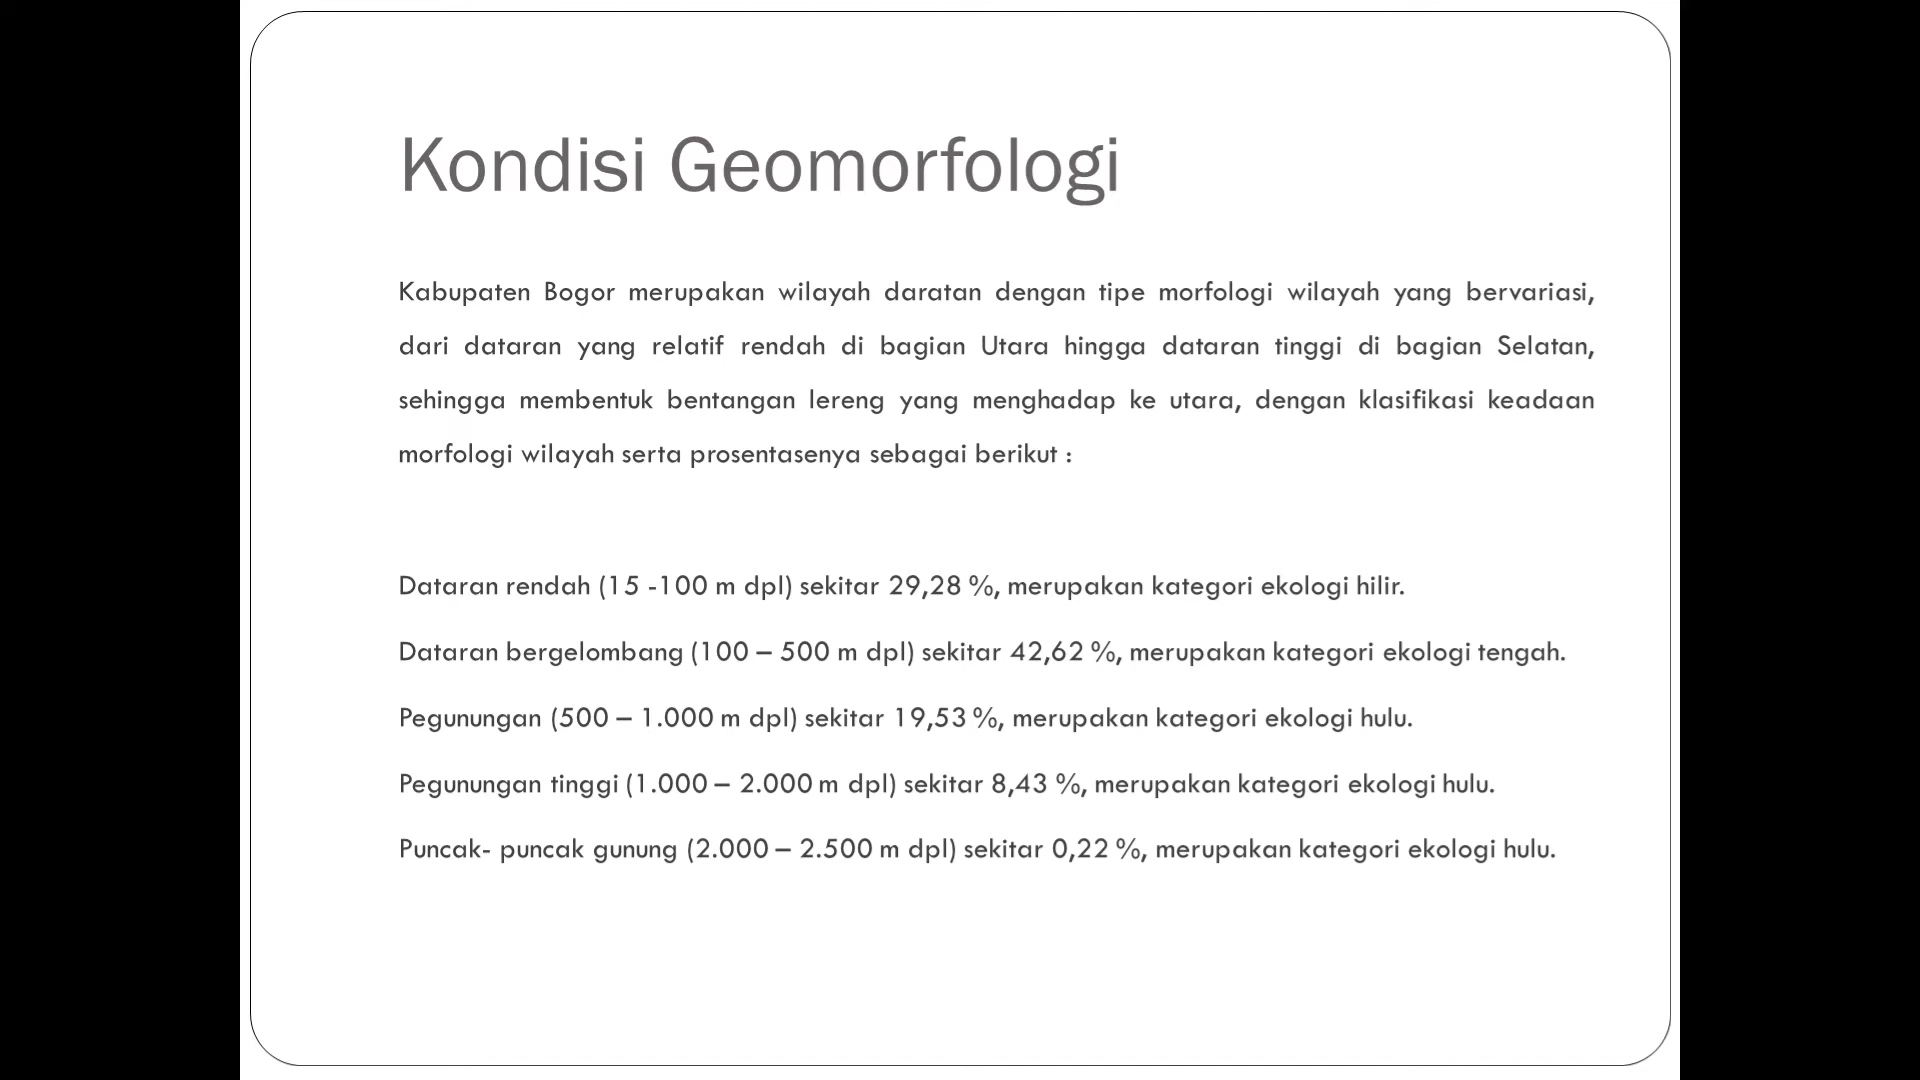 Kondisi Geomorfologi
Kabupaten Bogor merupakan wilayah daratan dengan tipe morfologi wilayah yang bervariasi,
dari dataran yang relatif rendah di bagian Utara hingga dataran tinggi di bagian Selatan,
sehingga membentuk bentangan lereng yang menghadap ke utara, dengan klasifikasi keadaan
morfologi wilayah serta prosentasenya sebagai berikut :
Dataran rendah (15 -100 m dpl) sekitar 29,28 %, merupakan kategori ekologi hilir.
Dataran bergelombang (100 – 500 m dpl) sekitar 42,62 %, merupakan kategori ekologi tengah.
Pegunungan (500 – 1.000 m dpl) sekitar 19,53 %, merupakan kategori ekologi hulu.
Pegunungan tinggi (1.000 – 2.000 m dpl) sekitar 8,43 %, merupakan kategori ekologi hulu.
Puncak- puncak gunung (2.000 – 2.500 m dpl) sekitar 0,22 %, merupakan kategori ekologi hulu.